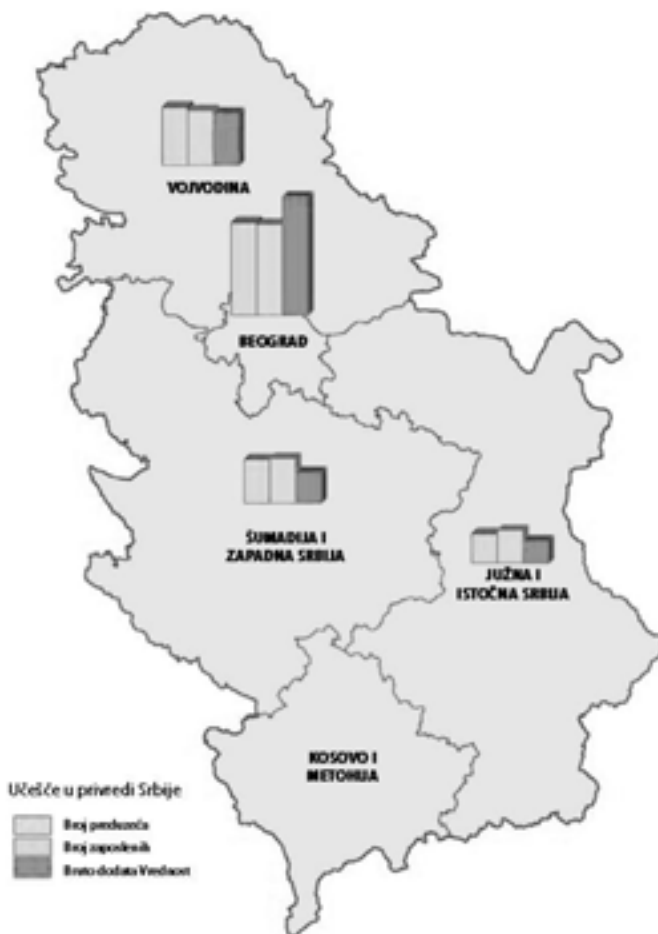 VOJVODINA
BEOGRAD
ŠUMADIJA I
ZAPADNA SRBIJA
JUŽNA I
ISTOČNA SRBIJA
KOSOVO I
METOHIJA
Učešće u privredi Srbije
Broj preduzeća
Broj zaposlenih
Bruto dodata Vrednost